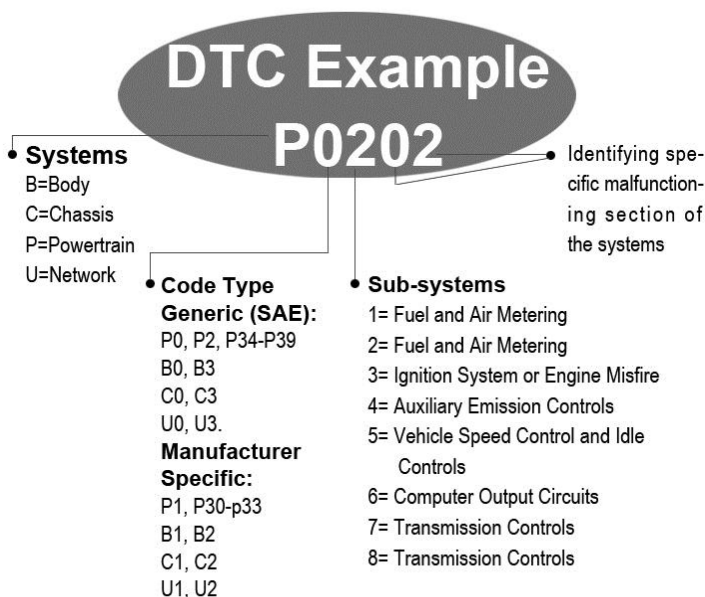 DTC Example
P0202
Systems
B=Body
C=Chassis
P=Powertrain
U=Network
Identifying spe-
cific malfunction-
ing section of
the systems
Code Type
Generic (SAE):
P0, P2, P34-P39
B0, B3
C0, C3
U0, U3.
Manufacturer
Specific:
P1, P30-p33
B1, B2
C1, C2
U1, U2
Sub-systems
1= Fuel and Air Metering
2= Fuel and Air Metering
3= Ignition System or Engine Misfire
4= Auxiliary Emission Controls
5= Vehicle Speed Control and Idle
Controls
6= Computer Output Circuits
7= Transmission Controls
8= Transmission Controls